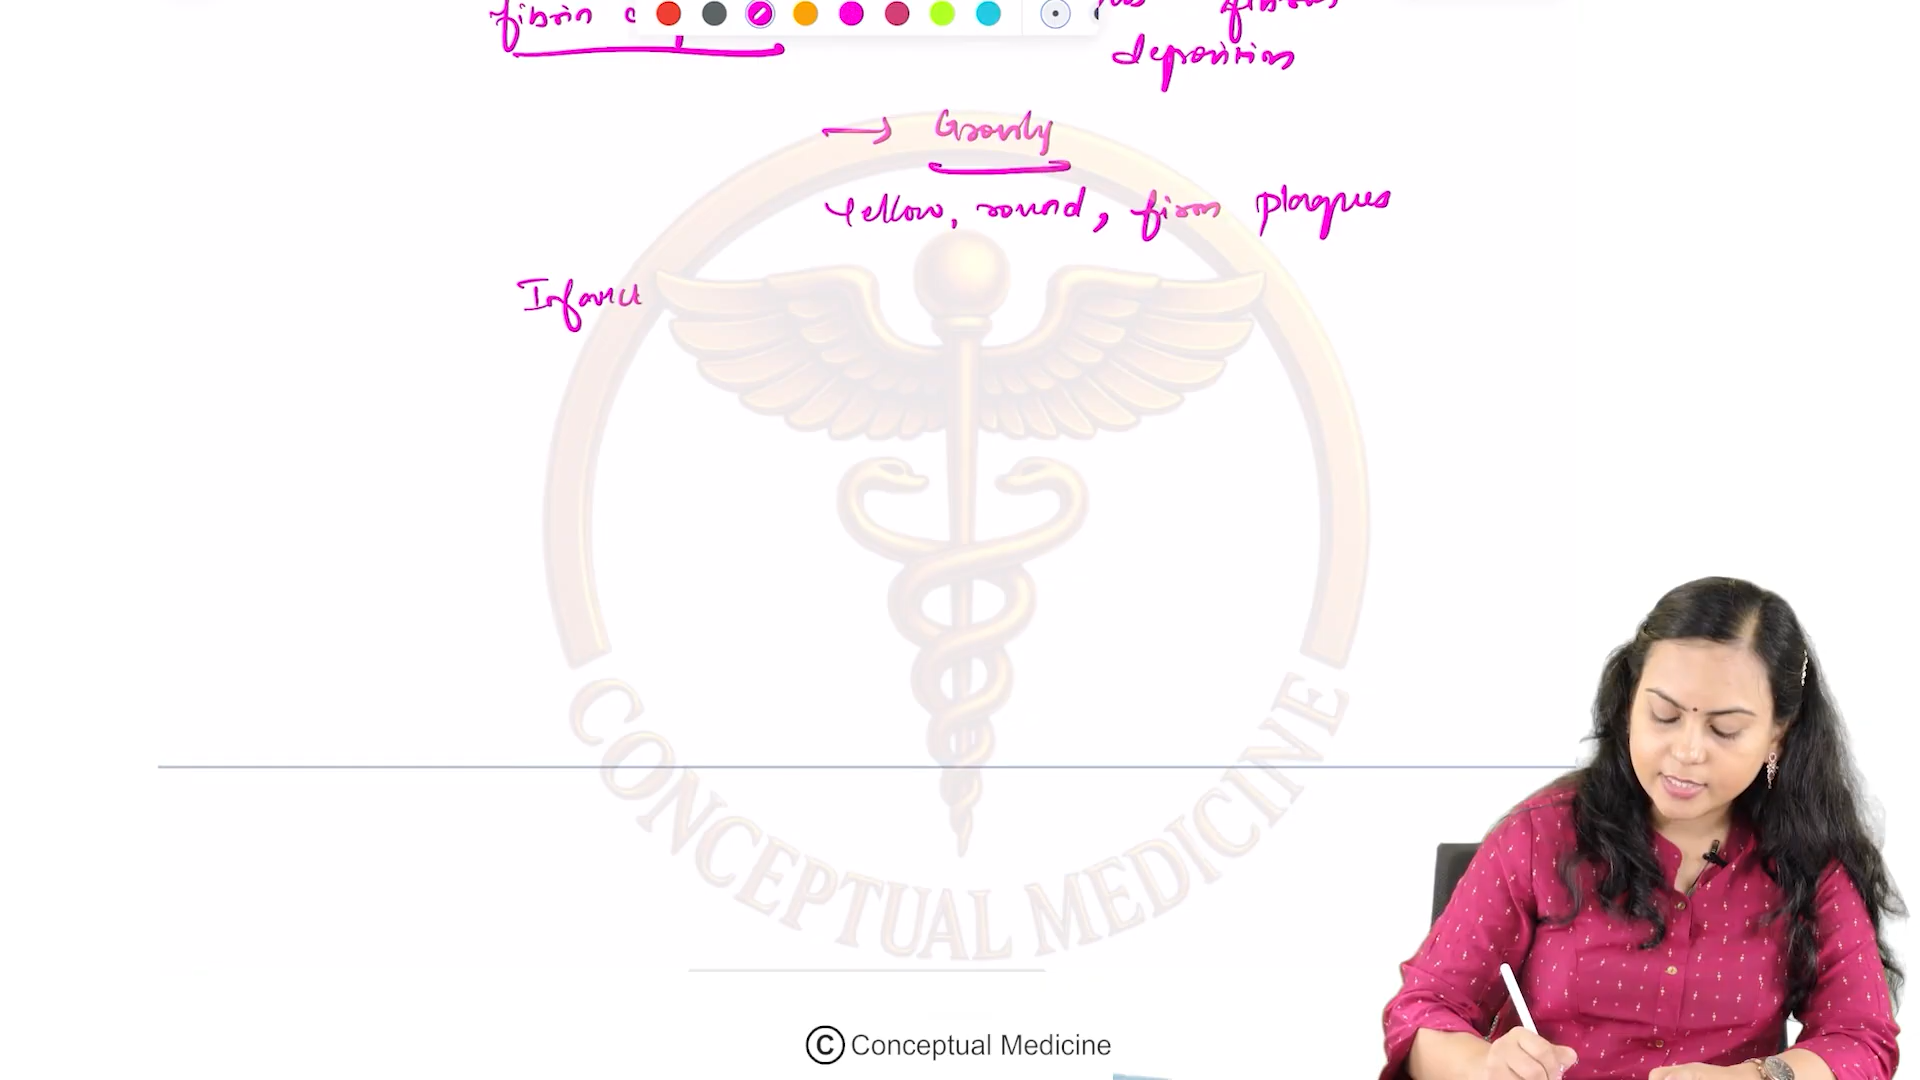 fibrin
deposition
→ Grossly
Yellow, round, firm plaques
Infarct
CONCEPTUAL MEDICINE
© Conceptual Medicine